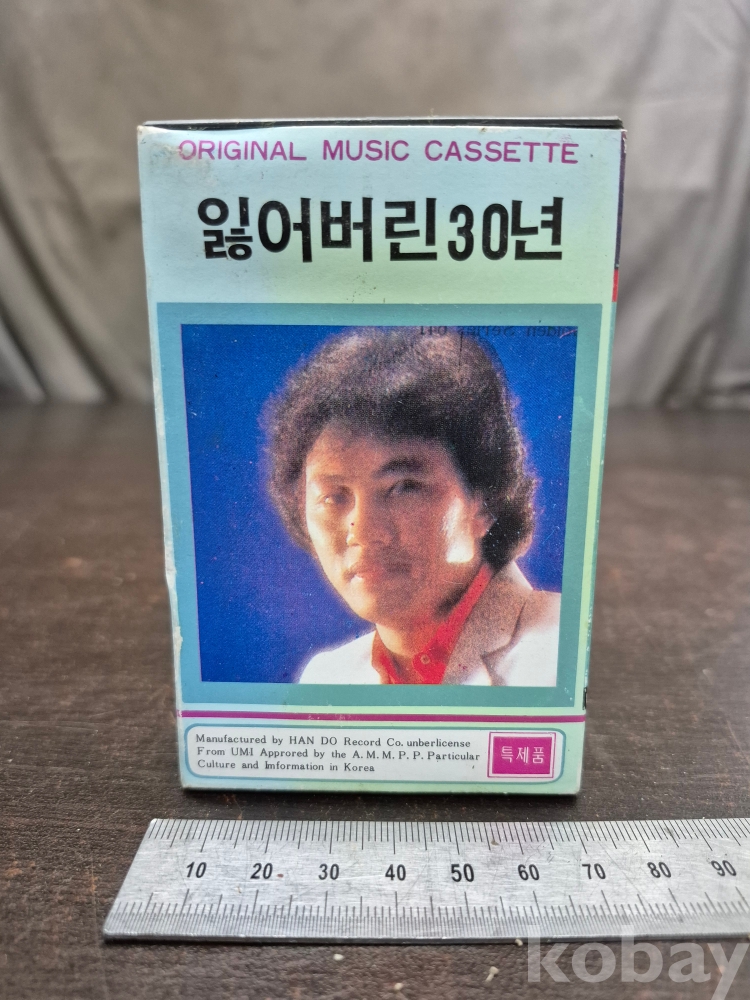 ORIGINAL MUSIC CASSETTE
잃어버린30년
Manufactured by HAN DO Record Co. unberlicense
From UMI Approred by the A. M. M. P. P. Particular
Culture and Imformation in Korea
특제품
10 20 30 40 50 60 70 80 90
kobay